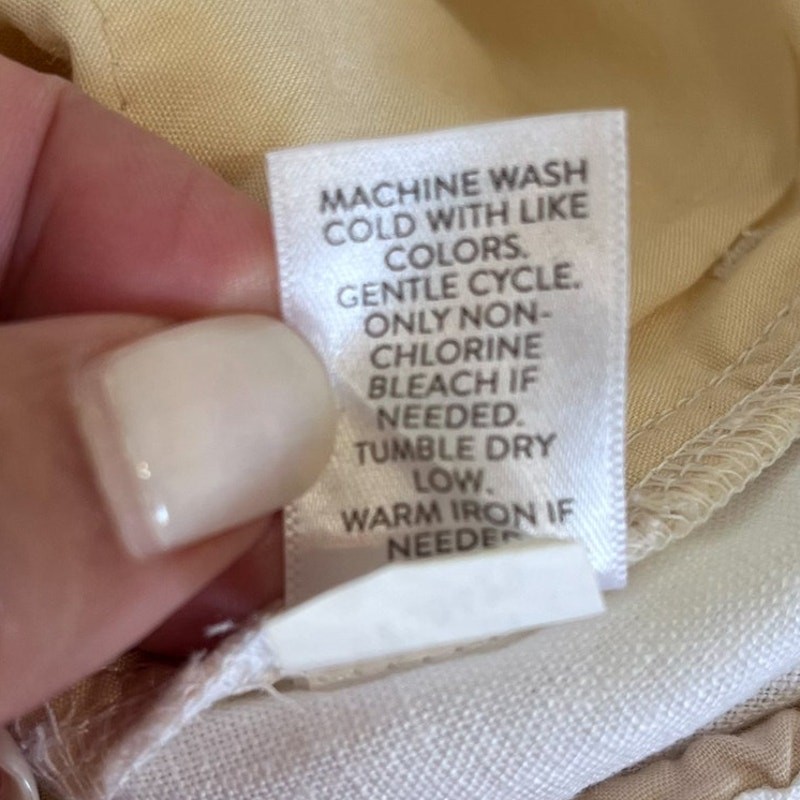 MACHINE WASH
COLD WITH LIKE
COLORS.
GENTLE CYCLE.
ONLY NON-
CHLORINE
BLEACH IF
NEEDED.
TUMBLE DRY
LOW.
WARM IRON IF
NEEDED